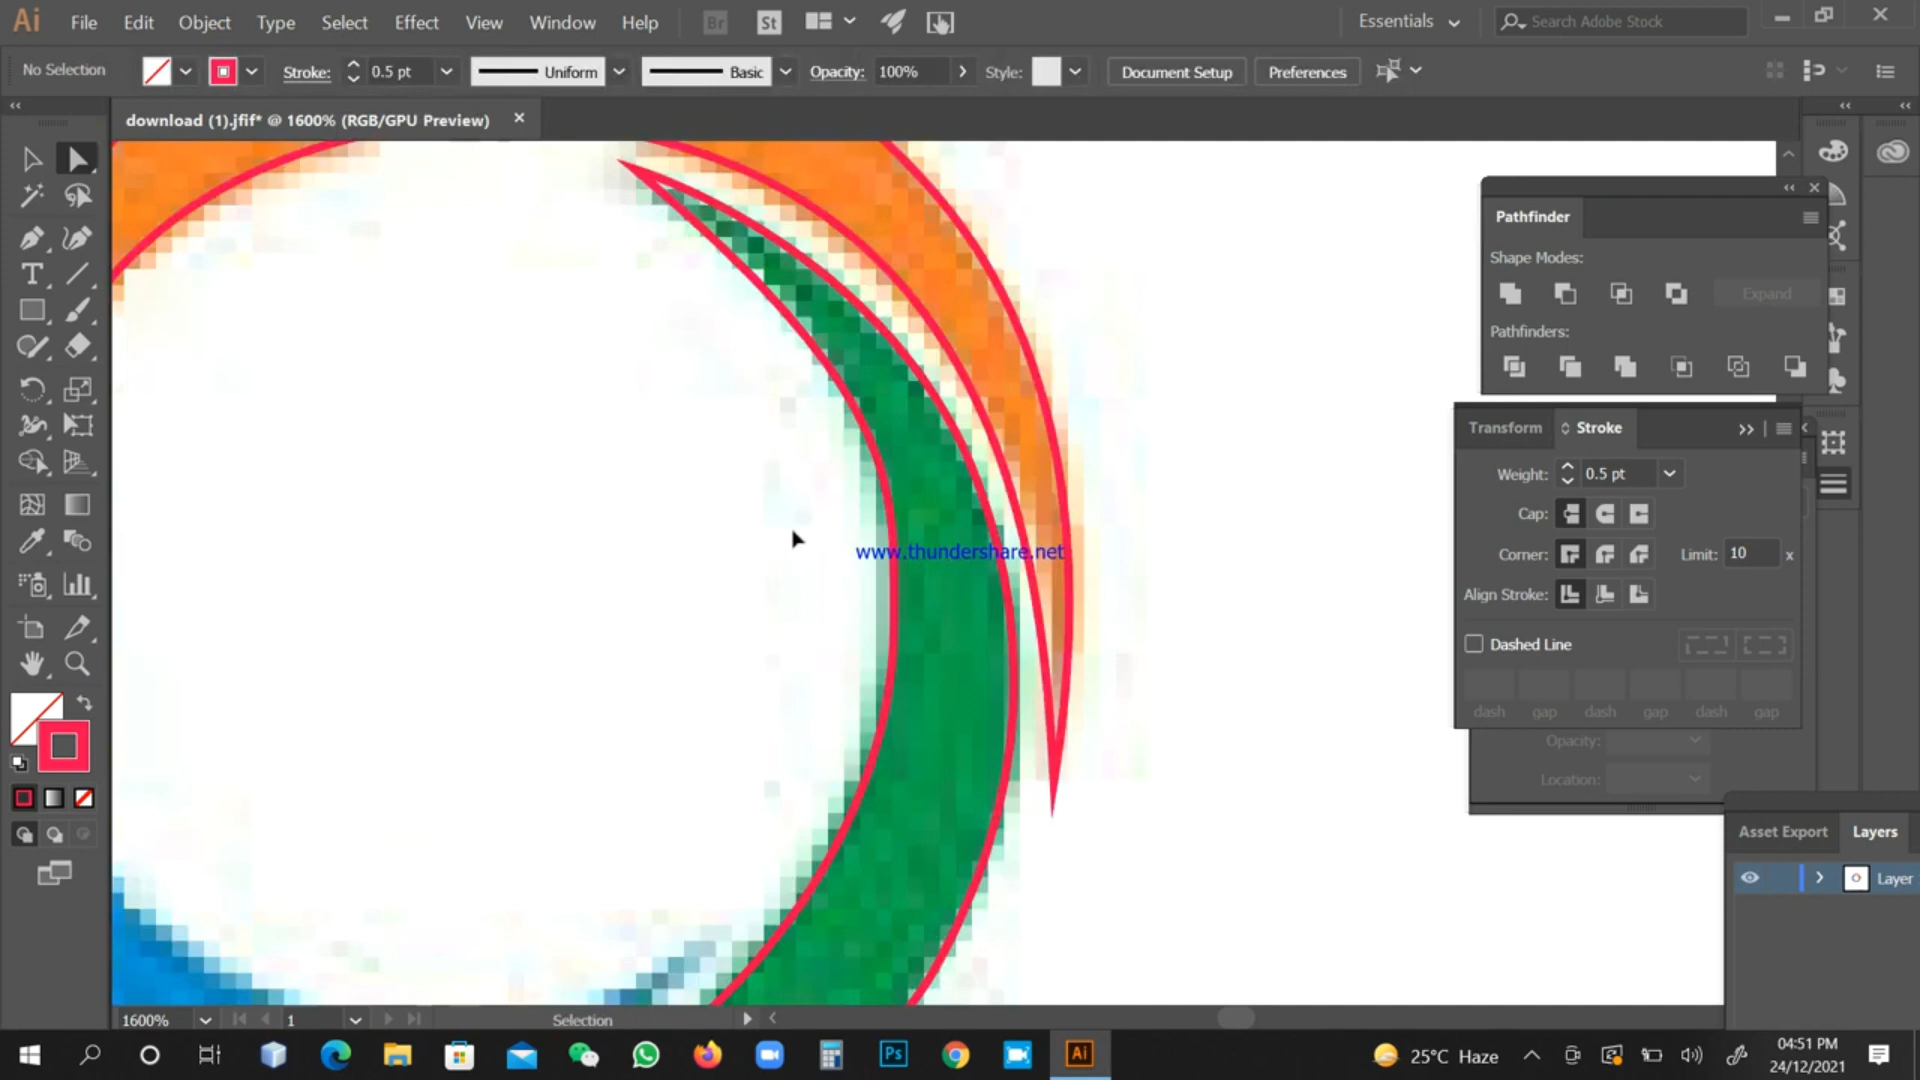 Ai File Edit Object Type Select Effect View Window Help Br St Essentials Search Adobe Stock
No Selection Stroke: 0.5 pt Uniform Basic Opacity: 100% Style: Document Setup Preferences
download (1).jfif* @ 1600% (RGB/GPU Preview)
Pathfinder
Shape Modes:
Expand
Pathfinders:
Transform Stroke
Weight: 0.5 pt
Cap:
Corner: Limit: 10 x
Align Stroke:
Dashed Line
dash gap dash gap dash gap
Opacity:
Location:
www.thundershare.net
Asset Export Layers
Layer
1600% 1 Selection
Ps Ai 25°C Haze 04:51 PM
24/12/2021